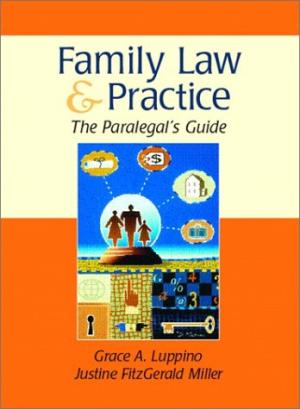 Family Law
& Practice
The Paralegal's Guide
Grace A. Luppino
Justine FitzGerald Miller